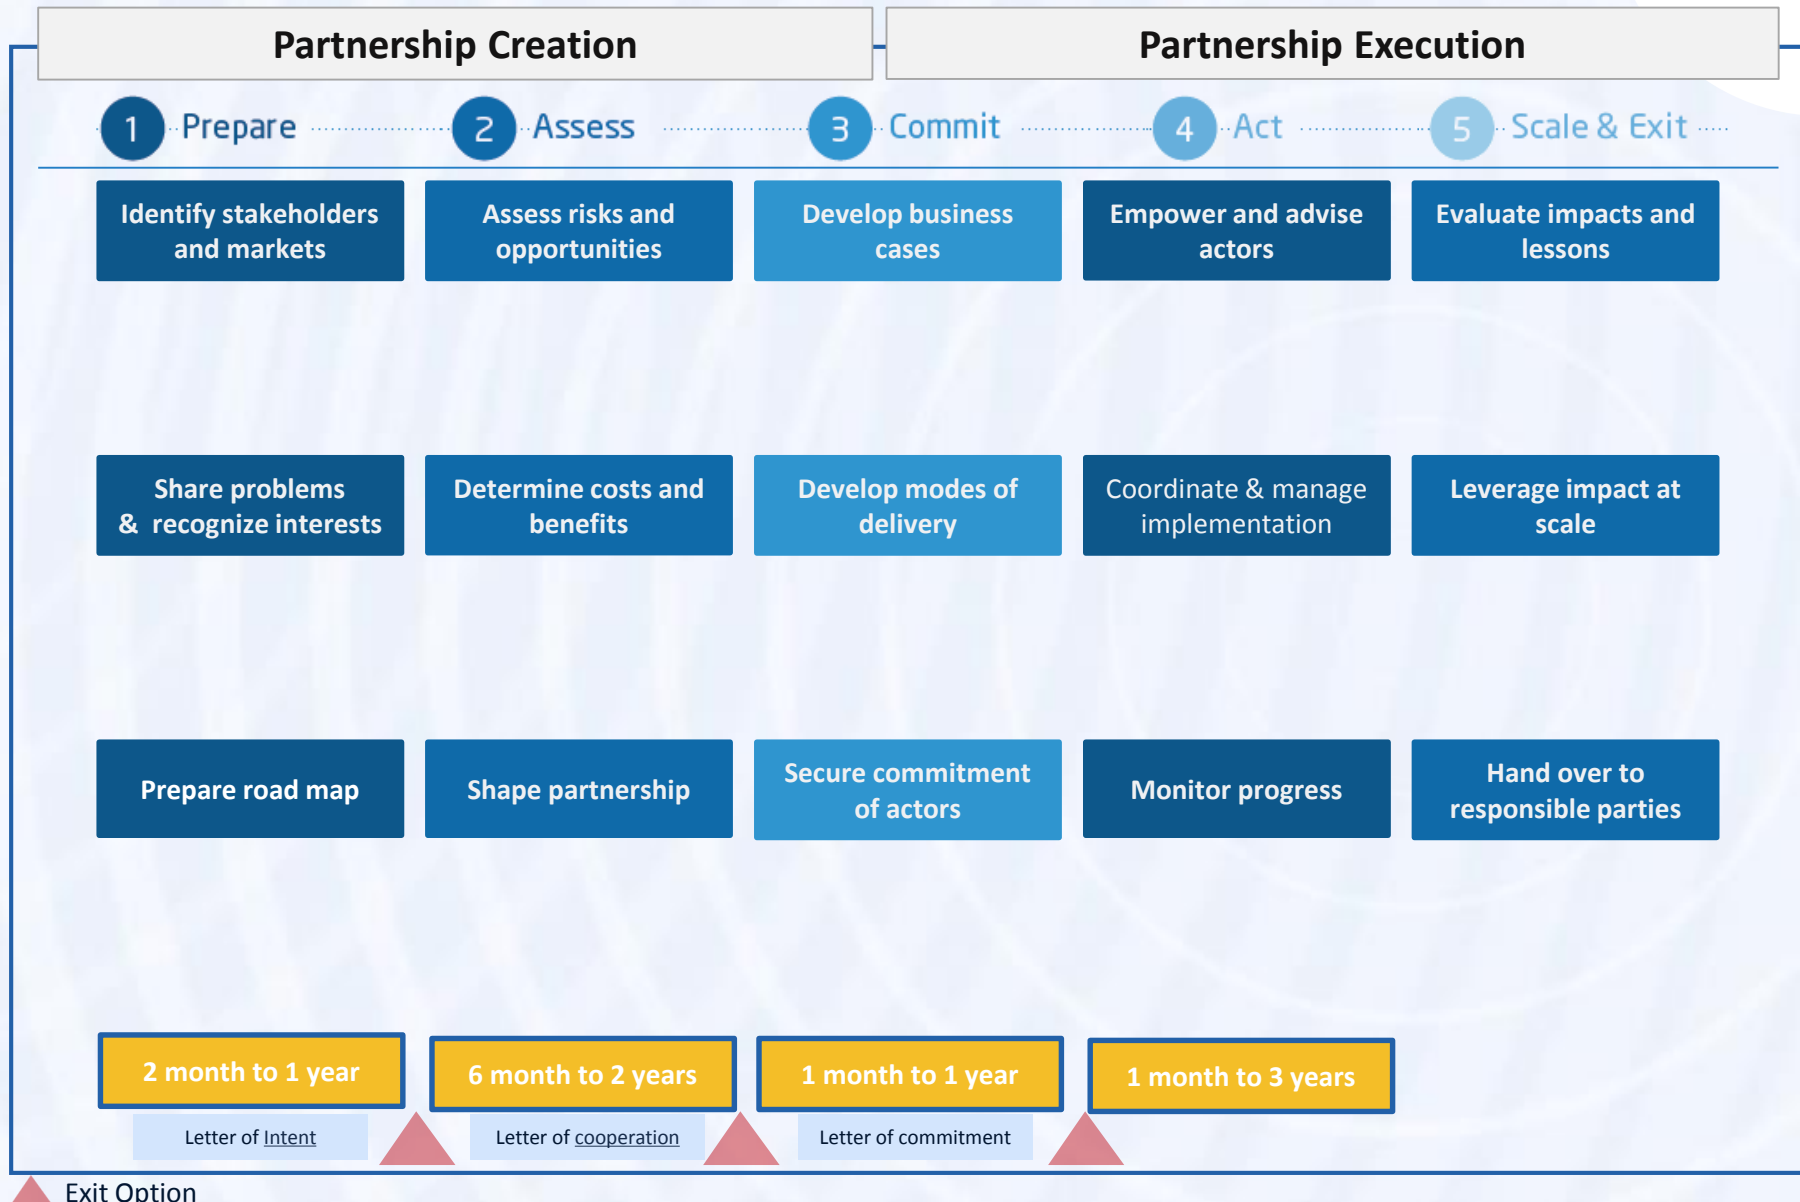 Partnership Creation
Partnership Execution
1 Prepare
2 Assess
3 Commit
4 Act
5 Scale & Exit
Identify stakeholders
and markets
Assess risks and
opportunities
Develop business
cases
Empower and advise
actors
Evaluate impacts and
lessons
Share problems
& recognize interests
Determine costs and
benefits
Develop modes of
delivery
Coordinate & manage
implementation
Leverage impact at
scale
Prepare road map
Shape partnership
Secure commitment
of actors
Monitor progress
Hand over to
responsible parties
2 month to 1 year
6 month to 2 years
1 month to 1 year
1 month to 3 years
Letter of Intent
Letter of cooperation
Letter of commitment
Exit Option